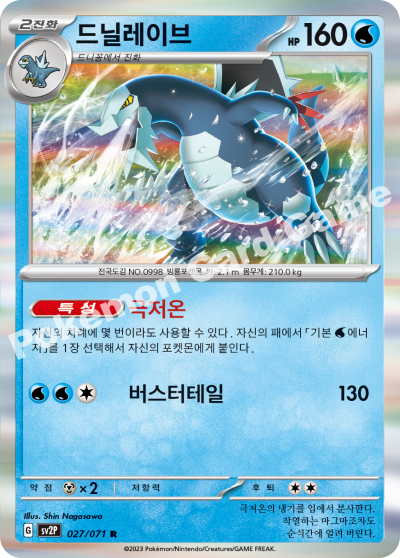 2진화 드닐레이브 HP 160
드니꽁에서 진화
전국도감 NO.0998 빙룡포켓몬 키: 2.1m 몸무게: 210.0kg
특성 극저온
자신의 차례에 몇 번이라도 사용할 수 있다. 자신의 패에서 「기본 에너
지」를 1장 선택해서 자신의 포켓몬에게 붙인다.
버스터테일 130
약점 ×2 저항력 후퇴
Illus. Shin Nagasawa
G sv2P 027/071 R
극저온의 냉기를 입에서 분사한다.
작열하는 마그마조차도
순식간에 얼려 버린다.
©2023 Pokémon/Nintendo/Creatures/GAME FREAK.
Pokémon Card Game